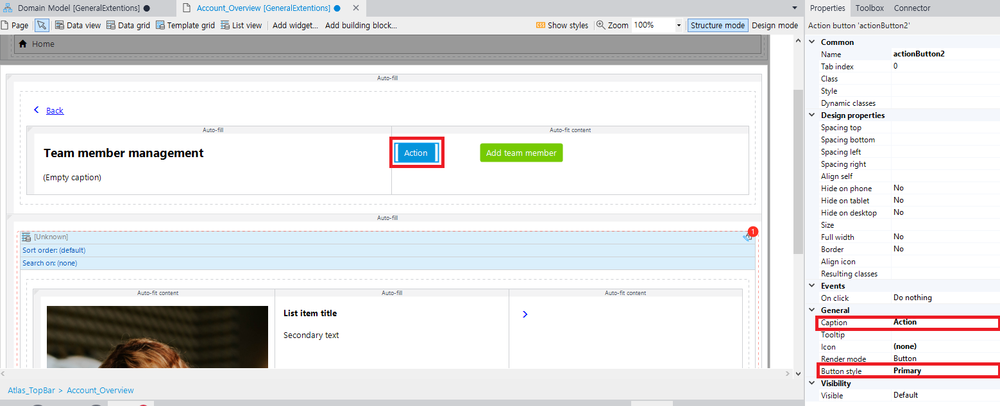 Domain Model [GeneralExtentions]
Account_Overview [GeneralExtentions]
Properties
Toolbox
Connector
Page
Data view
Data grid
Template grid
List view
Add widget...
Add building block...
CSS Show styles
Zoom
100%
Structure mode
Design mode
Action button 'actionButton2'
Home
Auto-fill
Back
Auto-fill
Auto-fit content
Team member management
Action
Add team member
(Empty caption)
Auto-fill
[Unknown]
1
Sort order: (default)
Search on: (none)
Auto-fit content
Auto-fill
Auto-fit content
List item title
Secondary text
Atlas_TopBar > Account_Overview
Common
Name actionButton2
Tab index 0
Class
Style
Dynamic classes
Design properties
Spacing top
Spacing bottom
Spacing left
Spacing right
Align self
Hide on phone No
Hide on tablet No
Hide on desktop No
Size
Full width No
Border No
Align icon
Resulting classes
Events
On click Do nothing
General
Caption Action
Tooltip
Icon (none)
Render mode Button
Button style Primary
Visibility
Visible Default